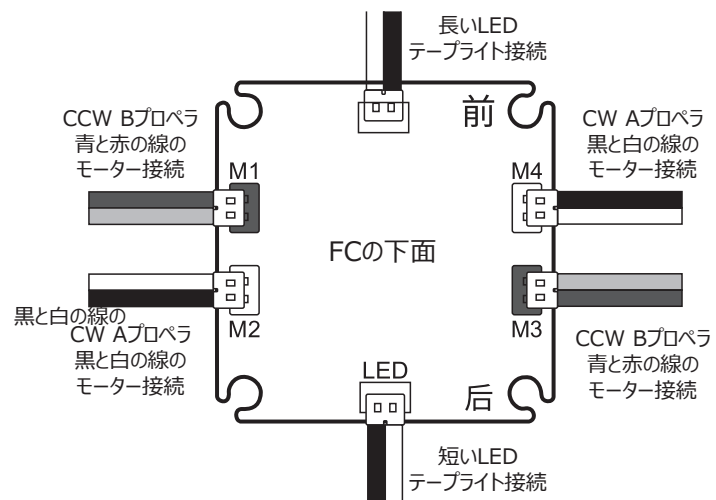 長いLED
テープライト接続
前
CCW Bプロペラ
青と赤の線の
モーター接続
CW Aプロペラ
黒と白の線の
モーター接続
M1
M4
FCの下面
黒と白の線の
M2
M3
CW Aプロペラ
黒と白の線の
モーター接続
CCW Bプロペラ
青と赤の線の
モーター接続
LED
后
短いLED
テープライト接続